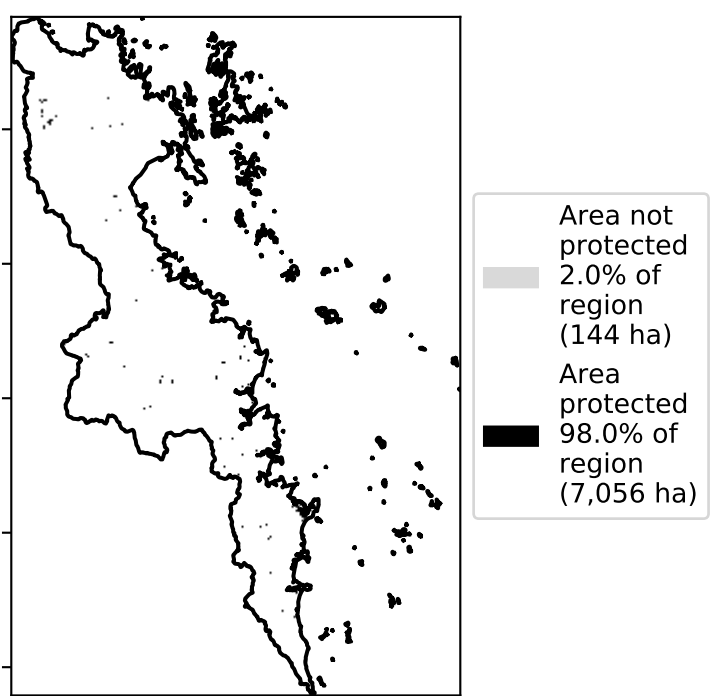 Area not
protected
2.0% of
region
(144 ha)
Area
protected
98.0% of
region
(7,056 ha)